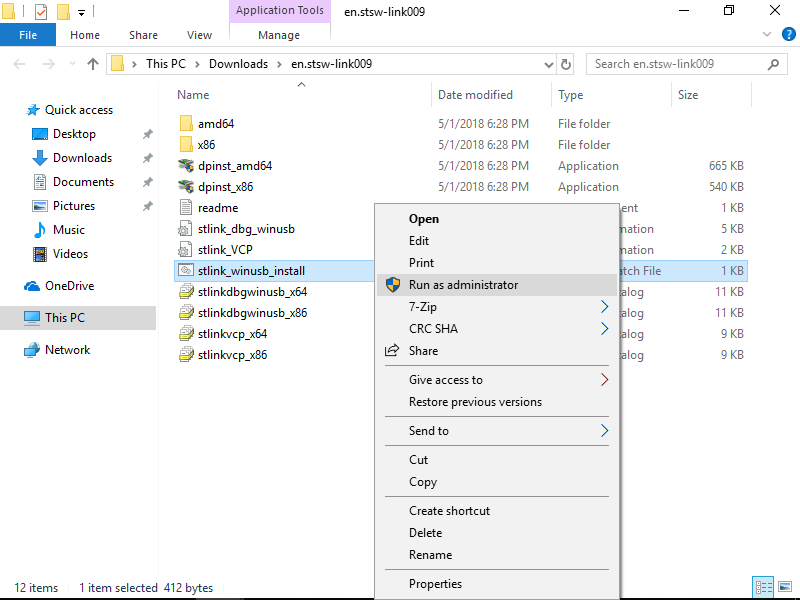 Application Tools
en.stsw-link009
File
Home
Share
View
Manage
?
This PC > Downloads > en.stsw-link009
Search en.stsw-link009
Name
Date modified
Type
Size
Quick access
Desktop
Downloads
Documents
Pictures
Music
Videos
OneDrive
This PC
Network
amd64 5/1/2018 6:28 PM File folder
x86 5/1/2018 6:28 PM File folder
dpinst_amd64 5/1/2018 6:28 PM Application 665 KB
dpinst_x86 5/1/2018 6:28 PM Application 540 KB
readme ent 1 KB
stlink_dbg_winusb mation 5 KB
stlink_VCP mation 2 KB
stlink_winusb_install atch File 1 KB
stlinkdbgwinusb_x64 alog 11 KB
stlinkdbgwinusb_x86 alog 11 KB
stlinkvcp_x64 alog 9 KB
stlinkvcp_x86 alog 9 KB
Open
Edit
Print
Run as administrator
7-Zip
CRC SHA
Share
Give access to
Restore previous versions
Send to
Cut
Copy
Create shortcut
Delete
Rename
Properties
12 items 1 item selected 412 bytes